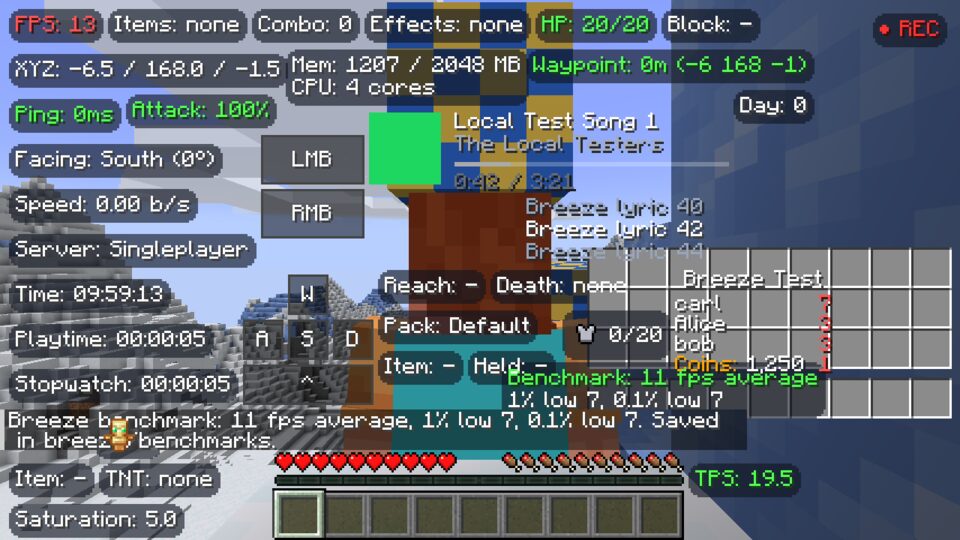 FPS: 13
Items: none
Combo: 0
Effects: none
HP: 20/20
Block: -
REC
XYZ: -6.5 / 168.0 / -1.5
Mem: 1207 / 2048 MB
CPU: 4 cores
Waypoint: 0m (-6 168 -1)
Ping: 0ms
Attack: 100%
Day: 0
Local Test Song 1
The Local Testers
0:42 / 3:21
Facing: South (0°)
LMB
Speed: 0.00 b/s
RMB
Breeze lyric 40
Breeze lyric 42
Breeze lyric 44
Server: Singleplayer
Time: 09:59:13
W
Reach: -
Death: none
Breeze Test
carl 7
Alice 3
bob 3
Coins: 1,250 1
Playtime: 00:00:05
A
S
D
Pack: Default
0/20
Stopwatch: 00:00:05
^
Item: -
Held: -
Benchmark: 11 fps average
1% low 7, 0.1% low 7
Breeze benchmark: 11 fps average, 1% low 7, 0.1% low 7. Saved
in breeze benchmarks.
Item: -
TNT: none
TPS: 19.5
Saturation: 5.0